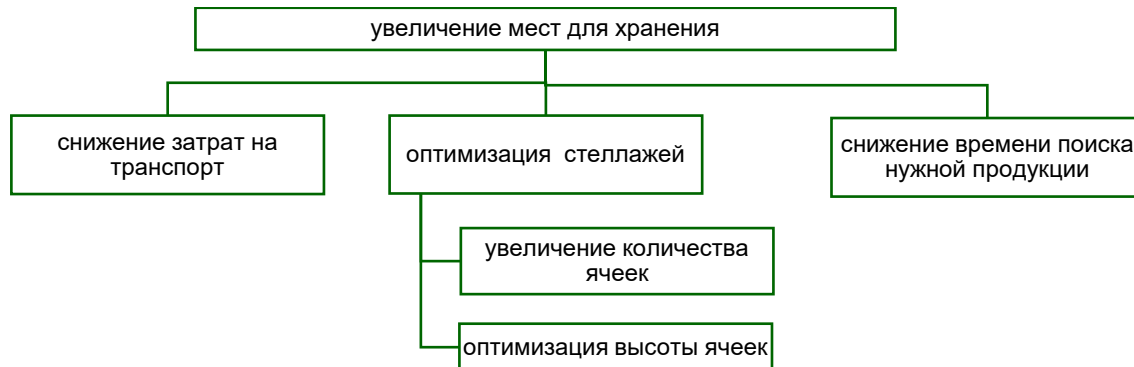 увеличение мест для хранения
снижение затрат на
транспорт
оптимизация стеллажей
снижение времени поиска
нужной продукции
увеличение количества
ячеек
оптимизация высоты ячеек